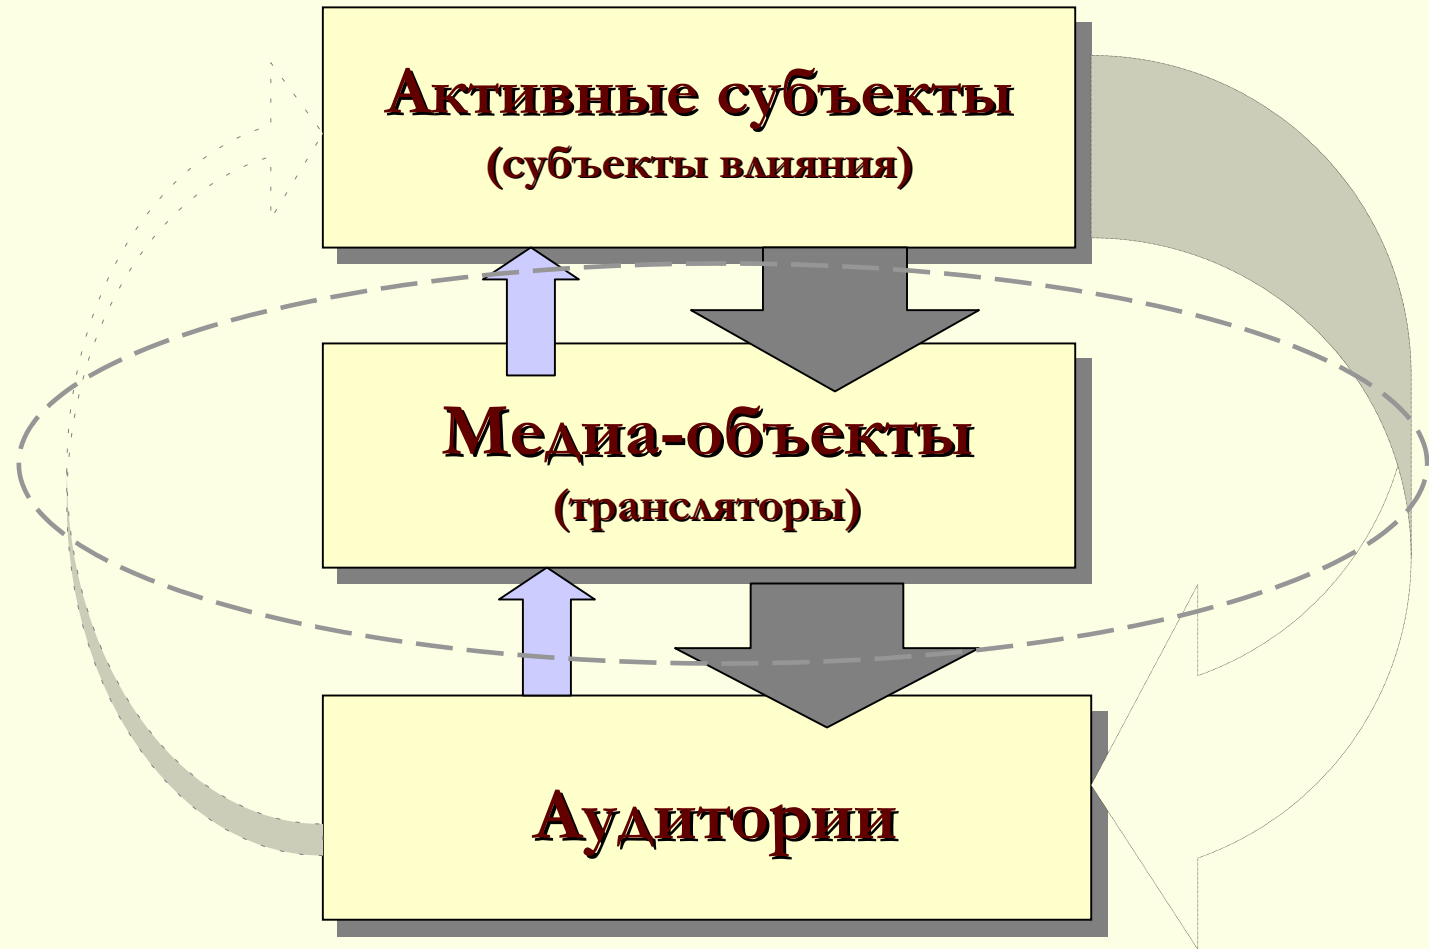 Активные субъекты
(субъекты влияния)
Медиа-объекты
(трансляторы)
Аудитории